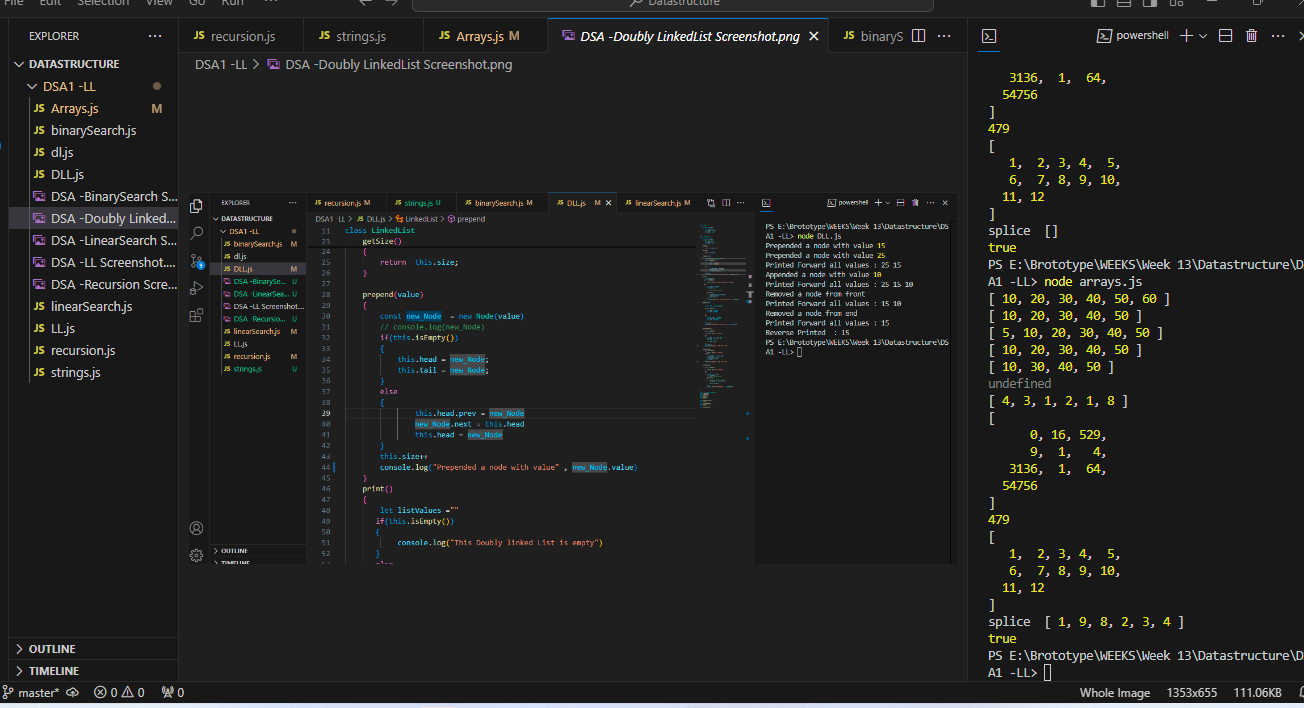 File Edit Selection View Go Run ··· Datastructure
EXPLORER ···
DATASTRUCTURE
DSA1 -LL
JS Arrays.js M
JS binarySearch.js
JS dl.js
JS DLL.js
DSA -BinarySearch S...
DSA -Doubly Linked...
DSA -LinearSearch S...
DSA -LL Screenshot....
DSA -Recursion Scre...
JS linearSearch.js
JS LL.js
JS recursion.js
JS strings.js
OUTLINE
TIMELINE
JS recursion.js JS strings.js JS Arrays.js M DSA -Doubly LinkedList Screenshot.png JS binaryS ···
DSA1 -LL > DSA -Doubly LinkedList Screenshot.png
EXPLORER ···
DATASTRUCTURE
DSA1 -LL
JS binarySearch.js M
JS dl.js
JS DLL.js M
DSA -BinarySe... U
DSA -LinearSea... U
DSA -LL Screenshot...
DSA -Recursio... U
JS linearSearch.js M
JS LL.js
JS recursion.js M
JS strings.js U
OUTLINE
TIMELINE
JS recursion.js M JS strings.js U JS binarySearch.js M JS DLL.js M JS linearSearch.js M ···
DSA1 -LL > JS DLL.js > LinkedList > prepend
11 class LinkedList
23 getSize()
24 {
25 return this.size;
26 }
27
28 prepend(value)
29 {
30 const new_Node = new Node(value)
31 // console.log(new_Node)
32 if(this.isEmpty())
33 {
34 this.head = new_Node;
35 this.tail = new_Node;
36 }
37 else
38 {
39 this.head.prev = new_Node
40 new_Node.next = this.head
41 this.head = new_Node
42 }
43 this.size++
44 console.log("Prepended a node with value" , new_Node.value)
45 }
46 print()
47 {
48 let listValues =""
49 if(this.isEmpty())
50 {
51 console.log("This Doubly linked List is empty")
52 }
else
powershell
PS E:\Brototype\WEEKS\Week 13\Datastructure\DS
A1 -LL> node DLL.js
Prepended a node with value 15
Prepended a node with value 25
Printed Forward all values : 25 15
Appended a node with value 10
Printed Forward all values : 25 15 10
Removed a node from front
Printed Forward all values : 15 10
Removed a node from end
Printed Forward all values : 15
Reverse Printed : 15
PS E:\Brototype\WEEKS\Week 13\Datastructure\DS
A1 -LL>
powershell
3136, 1, 64,
54756
]
479
[
1, 2, 3, 4, 5,
6, 7, 8, 9, 10,
11, 12
]
splice []
true
PS E:\Brototype\WEEKS\Week 13\Datastructure\D
A1 -LL> node arrays.js
[ 10, 20, 30, 40, 50, 60 ]
[ 10, 20, 30, 40, 50 ]
[ 5, 10, 20, 30, 40, 50 ]
[ 10, 20, 30, 40, 50 ]
[ 10, 30, 40, 50 ]
undefined
[ 4, 3, 1, 2, 1, 8 ]
[
0, 16, 529,
9, 1, 4,
3136, 1, 64,
54756
]
479
[
1, 2, 3, 4, 5,
6, 7, 8, 9, 10,
11, 12
]
splice [ 1, 9, 8, 2, 3, 4 ]
true
PS E:\Brototype\WEEKS\Week 13\Datastructure\D
A1 -LL>
master* 0 0 0 Whole Image 1353x655 111.06KB